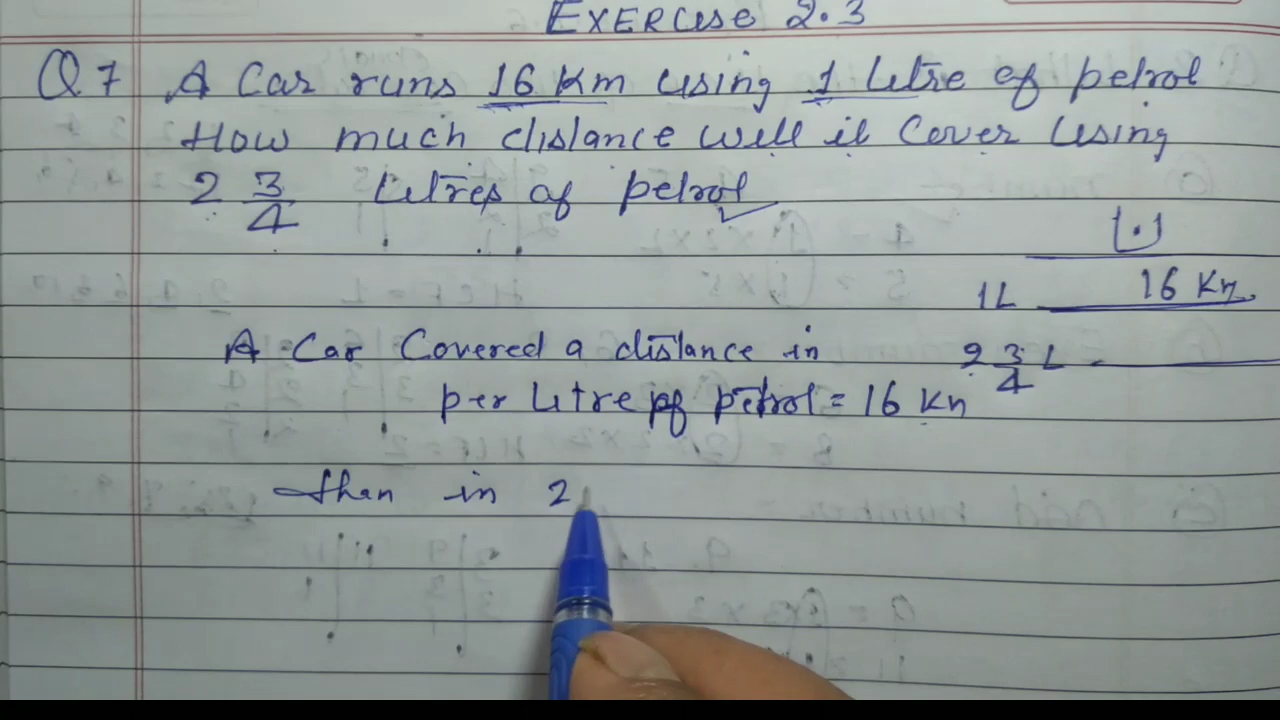 EXERCISE 2.3
Q7 A Car runs 16 Km using 1 litre of petrol
How much distance will it Cover using
2 3/4 litres of petrol
1L 16 Km
A Car Covered a distance in 2 3/4 L
per litre of petrol = 16 Km
than in 2